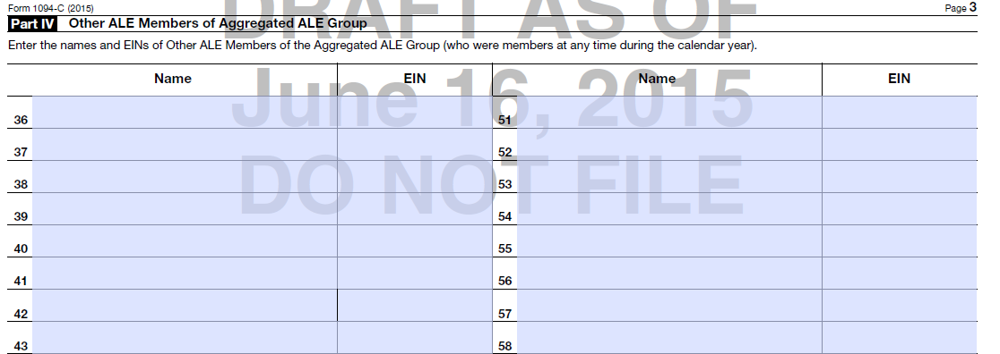 Form 1094-C (2015) Page 3
DRAFT AS OF
Part IV Other ALE Members of Aggregated ALE Group
Enter the names and EINs of Other ALE Members of the Aggregated ALE Group (who were members at any time during the calendar year).
Name EIN Name EIN
June 16, 2015
36 51
37 52
DO NOT FILE
38 53
39 54
40 55
41 56
42 57
43 58